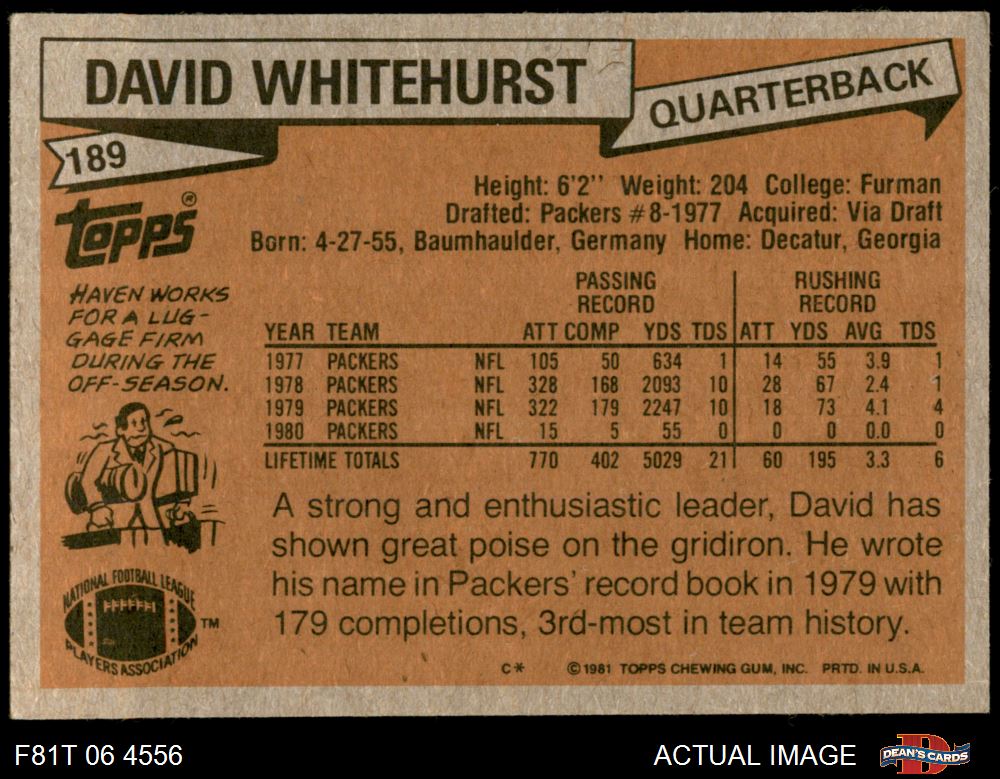 DAVID WHITEHURST
QUARTERBACK
189
TOPPS®
Height: 6'2'' Weight: 204 College: Furman
Drafted: Packers #8-1977 Acquired: Via Draft
Born: 4-27-55, Baumhaulder, Germany Home: Decatur, Georgia
HAVEN WORKS
FOR A LUG-
GAGE FIRM
DURING THE
OFF-SEASON.
PASSING RECORD RUSHING RECORD
YEAR TEAM ATT COMP YDS TDS ATT YDS AVG TDS
1977 PACKERS NFL 105 50 634 1 14 55 3.9 1
1978 PACKERS NFL 328 168 2093 10 28 67 2.4 1
1979 PACKERS NFL 322 179 2247 10 18 73 4.1 4
1980 PACKERS NFL 15 5 55 0 0 0 0.0 0
LIFETIME TOTALS 770 402 5029 21 60 195 3.3 6
A strong and enthusiastic leader, David has
shown great poise on the gridiron. He wrote
his name in Packers' record book in 1979 with
179 completions, 3rd-most in team history.
NATIONAL FOOTBALL LEAGUE
PLAYERS ASSOCIATION
TM
C* ©1981 TOPPS CHEWING GUM, INC. PRTD. IN U.S.A.
F81T 06 4556
ACTUAL IMAGE
DEAN'S CARDS